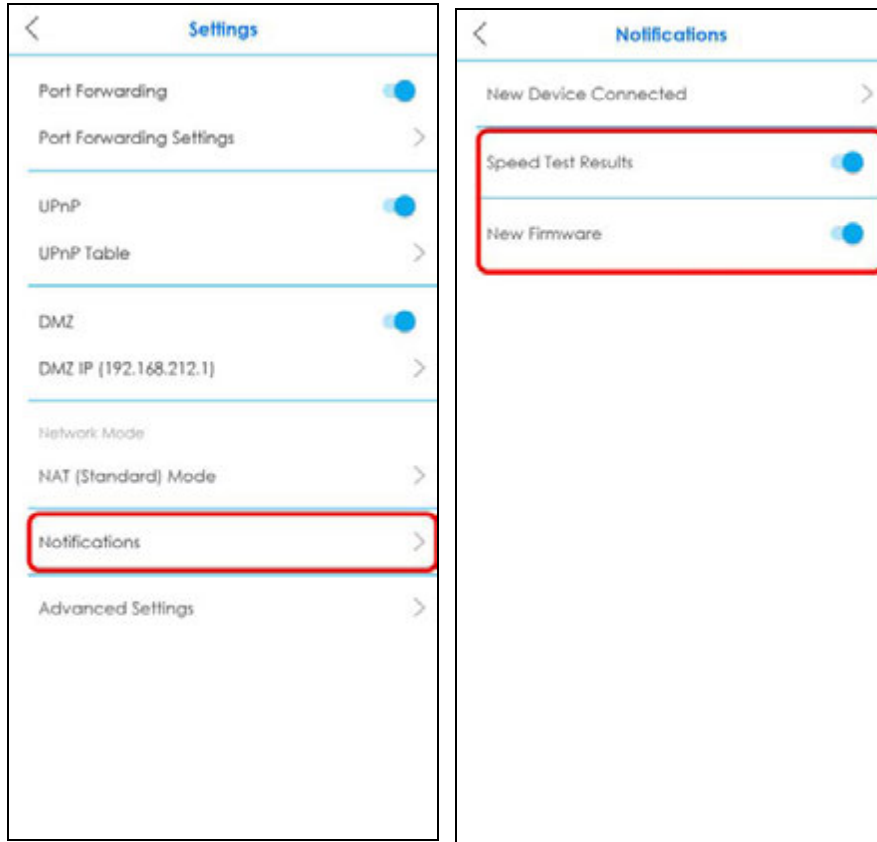 Settings
Port Forwarding
Port Forwarding Settings
UPnP
UPnP Table
DMZ
DMZ IP (192.168.212.1)
Network Mode
NAT (Standard) Mode
Notifications
Advanced Settings
Notifications
New Device Connected
Speed Test Results
New Firmware